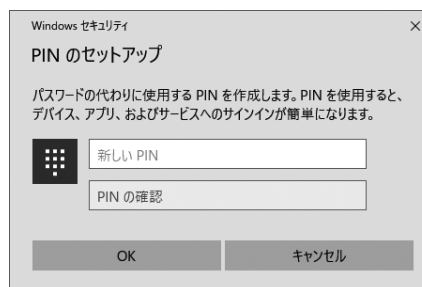 Windows セキュリティ
PIN のセットアップ
パスワードの代わりに使用する PIN を作成します。PIN を使用すると、
デバイス、アプリ、およびサービスへのサインインが簡単になります。
新しい PIN
PIN の確認
OK
キャンセル